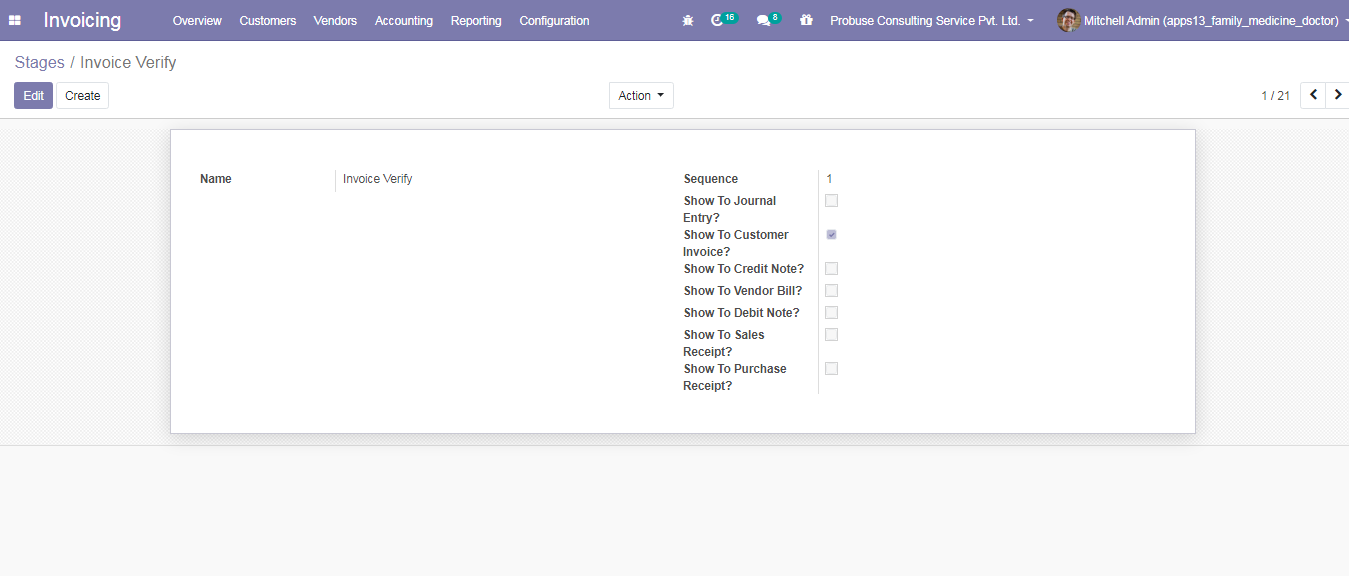 Invoicing Overview Customers Vendors Accounting Reporting Configuration 16 8 Probuse Consulting Service Pvt. Ltd. Mitchell Admin (apps13_family_medicine_doctor)
Stages / Invoice Verify
Edit Create Action 1 / 21
Name Invoice Verify Sequence 1
Show To Journal
Entry?
Show To Customer
Invoice?
Show To Credit Note?
Show To Vendor Bill?
Show To Debit Note?
Show To Sales
Receipt?
Show To Purchase
Receipt?